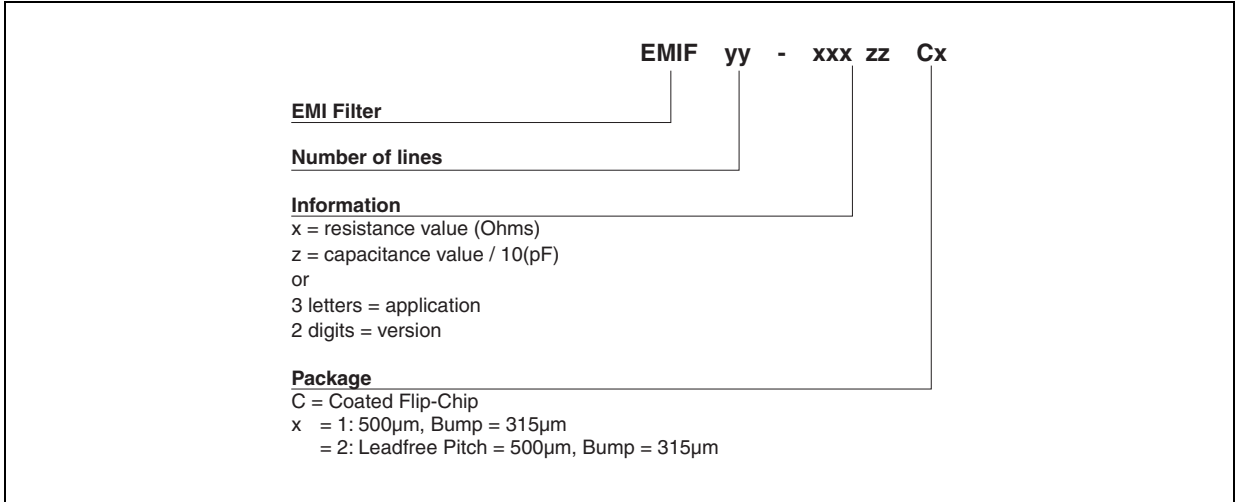 EMIF yy - xxx zz Cx
EMI Filter
Number of lines
Information
x = resistance value (Ohms)
z = capacitance value / 10(pF)
or
3 letters = application
2 digits = version
Package
C = Coated Flip-Chip
x = 1: 500µm, Bump = 315µm
= 2: Leadfree Pitch = 500µm, Bump = 315µm